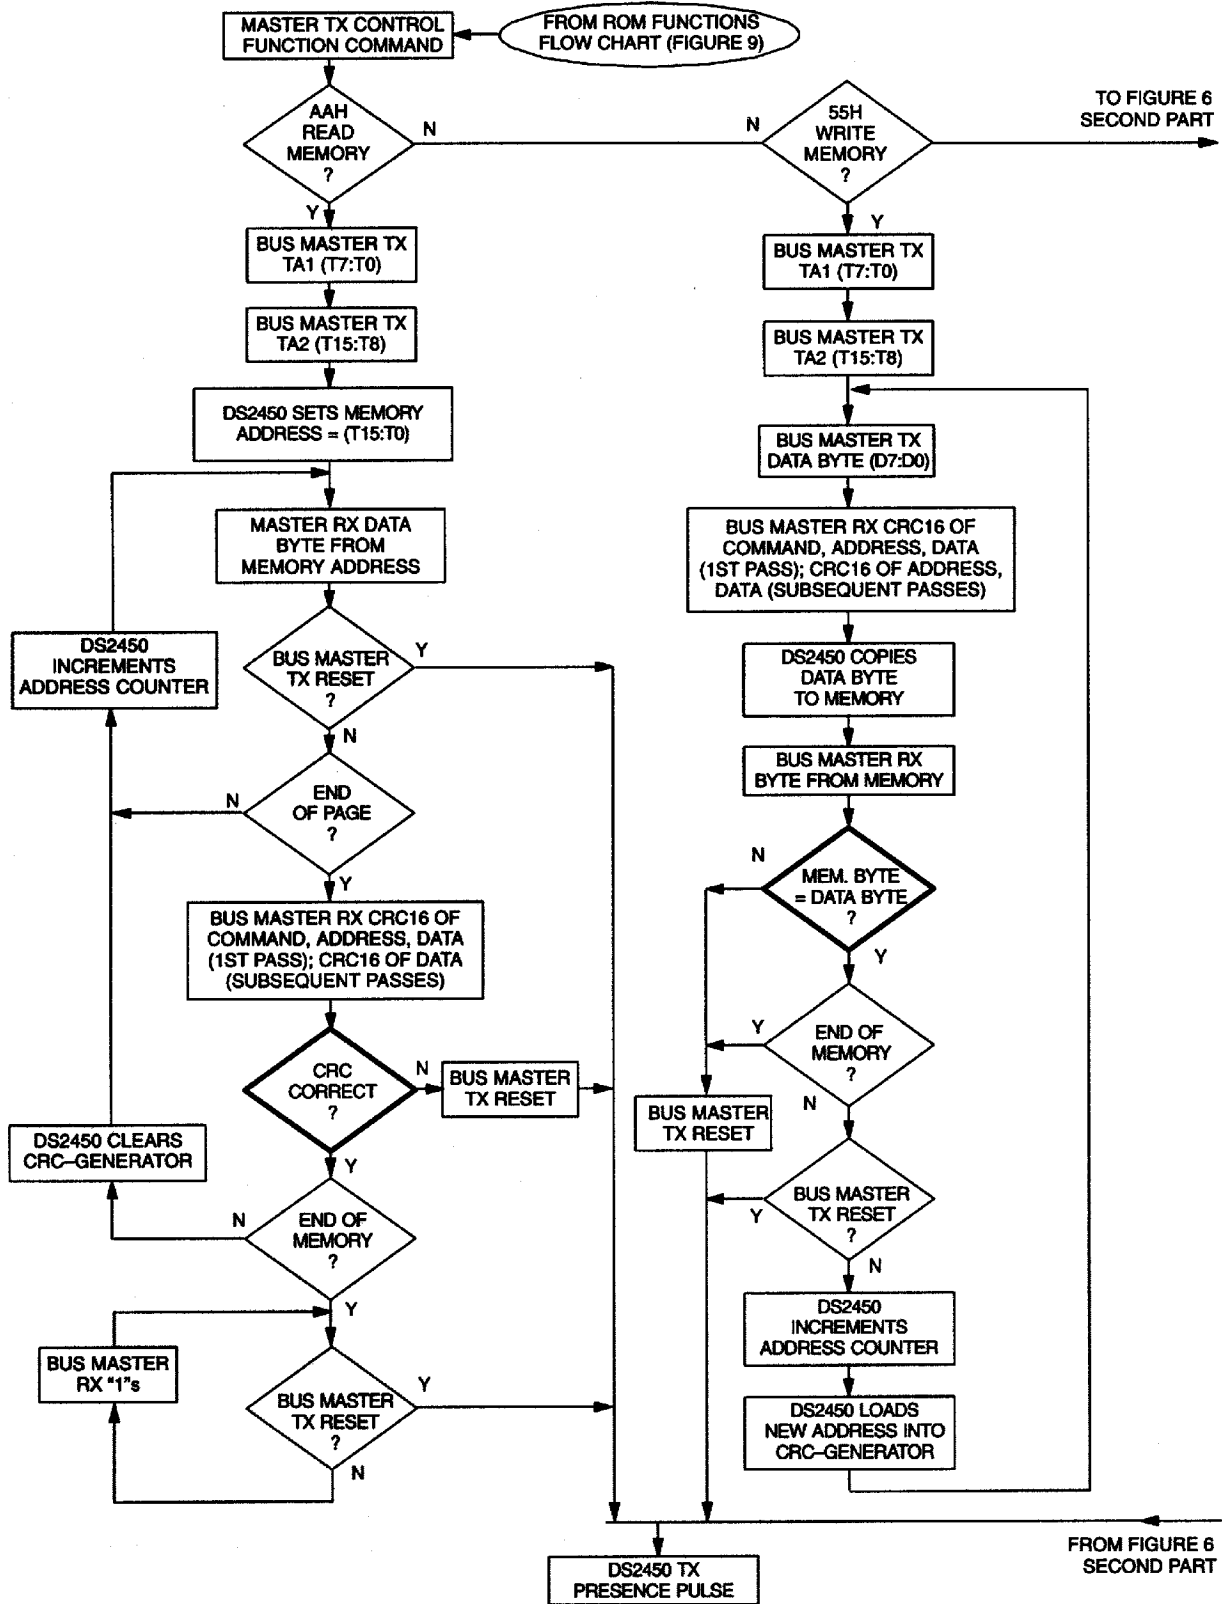 MASTER TX CONTROL
FUNCTION COMMAND
FROM ROM FUNCTIONS
FLOW CHART (FIGURE 9)
AAH
READ
MEMORY
?
N
Y
N
55H
WRITE
MEMORY
?
Y
TO FIGURE 6
SECOND PART
BUS MASTER TX
TA1 (T7:T0)
BUS MASTER TX
TA2 (T15:T8)
DS2450 SETS MEMORY
ADDRESS = (T15:T0)
MASTER RX DATA
BYTE FROM
MEMORY ADDRESS
DS2450
INCREMENTS
ADDRESS COUNTER
BUS MASTER
TX RESET
?
Y
N
END
OF PAGE
?
N
Y
BUS MASTER RX CRC16 OF
COMMAND, ADDRESS, DATA
(1ST PASS); CRC16 OF DATA
(SUBSEQUENT PASSES)
CRC
CORRECT
?
N
Y
BUS MASTER
TX RESET
DS2450 CLEARS
CRC–GENERATOR
END OF
MEMORY
?
N
Y
BUS MASTER
RX “1”s
BUS MASTER
TX RESET
?
Y
N
BUS MASTER TX
TA1 (T7:T0)
BUS MASTER TX
TA2 (T15:T8)
BUS MASTER TX
DATA BYTE (D7:D0)
BUS MASTER RX CRC16 OF
COMMAND, ADDRESS, DATA
(1ST PASS); CRC16 OF ADDRESS,
DATA (SUBSEQUENT PASSES)
DS2450 COPIES
DATA BYTE
TO MEMORY
BUS MASTER RX
BYTE FROM MEMORY
MEM. BYTE
= DATA BYTE
?
N
Y
END OF
MEMORY
?
Y
N
BUS MASTER
TX RESET
BUS MASTER
TX RESET
?
Y
N
DS2450
INCREMENTS
ADDRESS COUNTER
DS2450 LOADS
NEW ADDRESS INTO
CRC–GENERATOR
FROM FIGURE 6
SECOND PART
DS2450 TX
PRESENCE PULSE